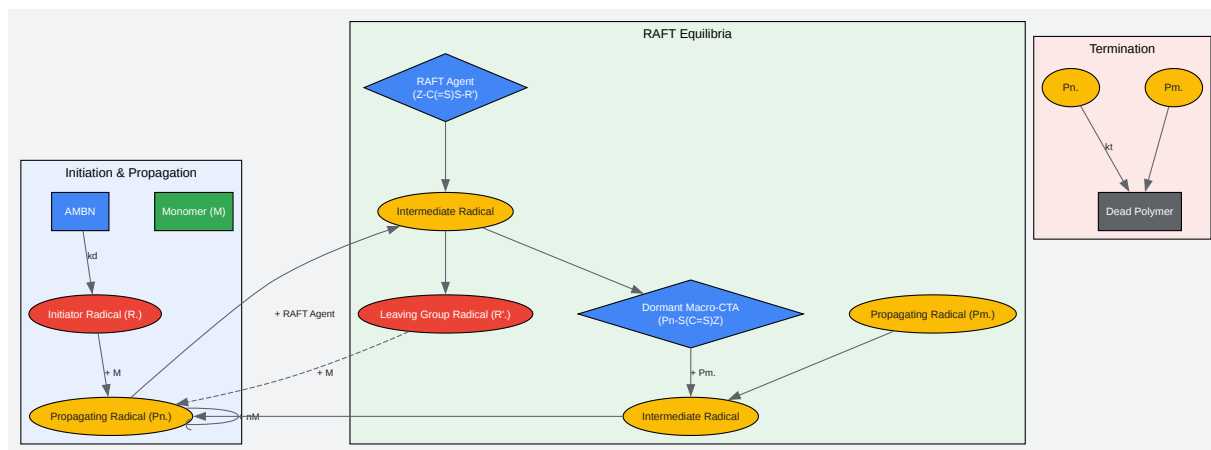 RAFT Equilibria
RAFT Agent
(Z-C(=S)S-R')
Intermediate Radical
Leaving Group Radical (R'.)
Dormant Macro-CTA
(Pn-S(C=S)Z)
Propagating Radical (Pm.)
+ Pm.
Intermediate Radical
Initiation & Propagation
AMBN
Monomer (M)
kd
Initiator Radical (R.)
+ M
Propagating Radical (Pn.)
nM
+ RAFT Agent
+ M
Termination
Pn.
Pm.
kt
Dead Polymer